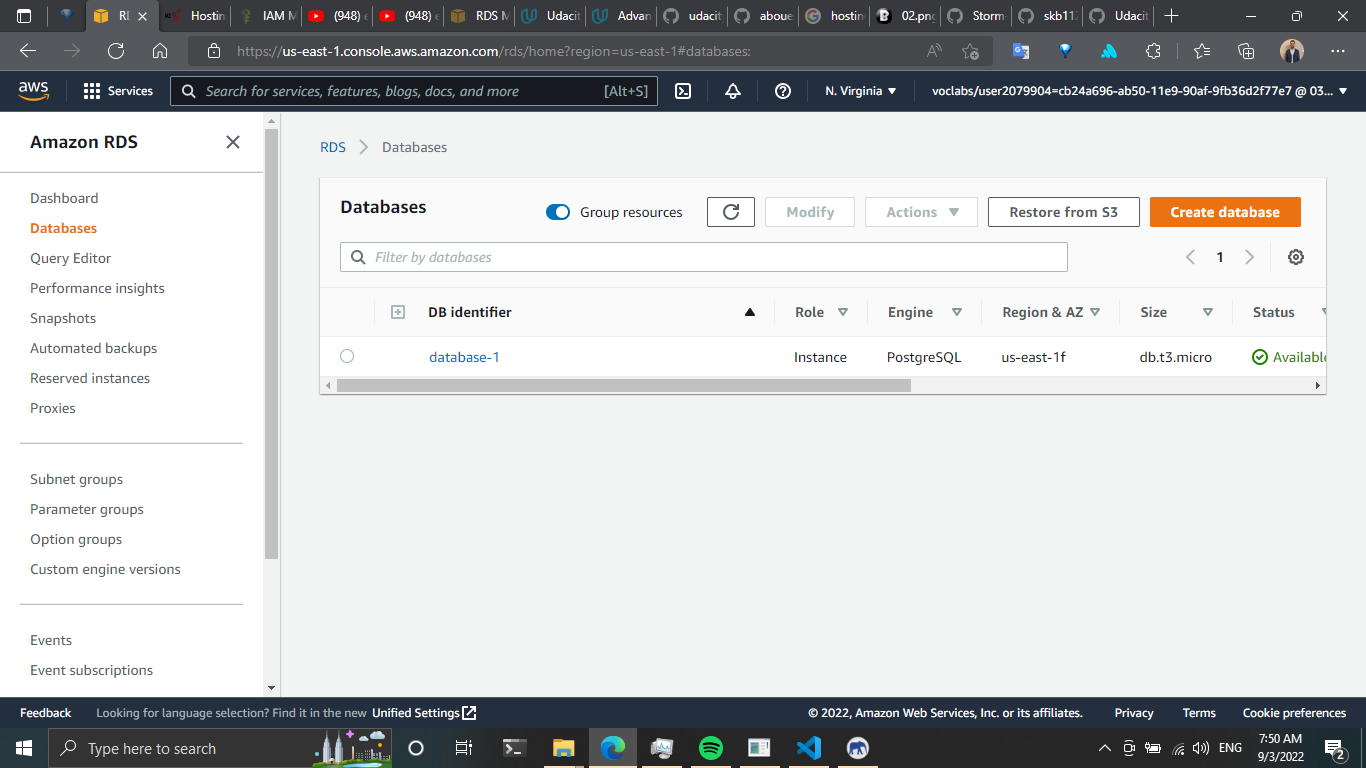 RI
Hostin
IAM M
(948) e
(948) e
RDS M
Udacit
Advan
udacit
aboue
hostin
02.png
Storm-
skb112
Udacit
https://us-east-1.console.aws.amazon.com/rds/home?region=us-east-1#databases:
aws
Services
Search for services, features, blogs, docs, and more
[Alt+S]
N. Virginia
voclabs/user2079904=cb24a696-ab50-11e9-90af-9fb36d2f77e7 @ 03...
Amazon RDS
Dashboard
Databases
Query Editor
Performance insights
Snapshots
Automated backups
Reserved instances
Proxies
Subnet groups
Parameter groups
Option groups
Custom engine versions
Events
Event subscriptions
RDS
Databases
Databases
Group resources
Modify
Actions
Restore from S3
Create database
Filter by databases
1
DB identifier
Role
Engine
Region & AZ
Size
Status
database-1
Instance
PostgreSQL
us-east-1f
db.t3.micro
Available
Feedback
Looking for language selection? Find it in the new Unified Settings
© 2022, Amazon Web Services, Inc. or its affiliates.
Privacy
Terms
Cookie preferences
Type here to search
ENG
7:50 AM
9/3/2022
2